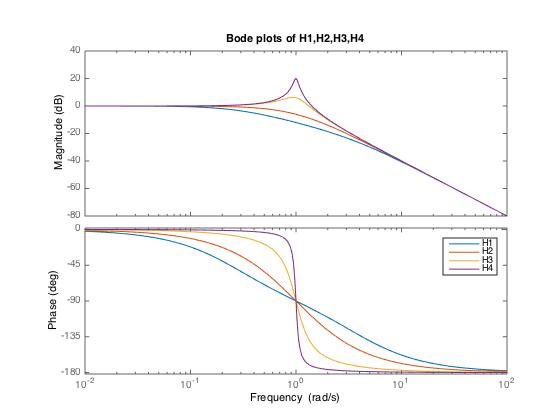 Bode plots of H1,H2,H3,H4
Magnitude (dB)
40
20
0
-20
-40
-60
-80
Phase (deg)
0
-45
-90
-135
-180
H1
H2
H3
H4
10^-2
10^-1
10^0
10^1
10^2
Frequency (rad/s)